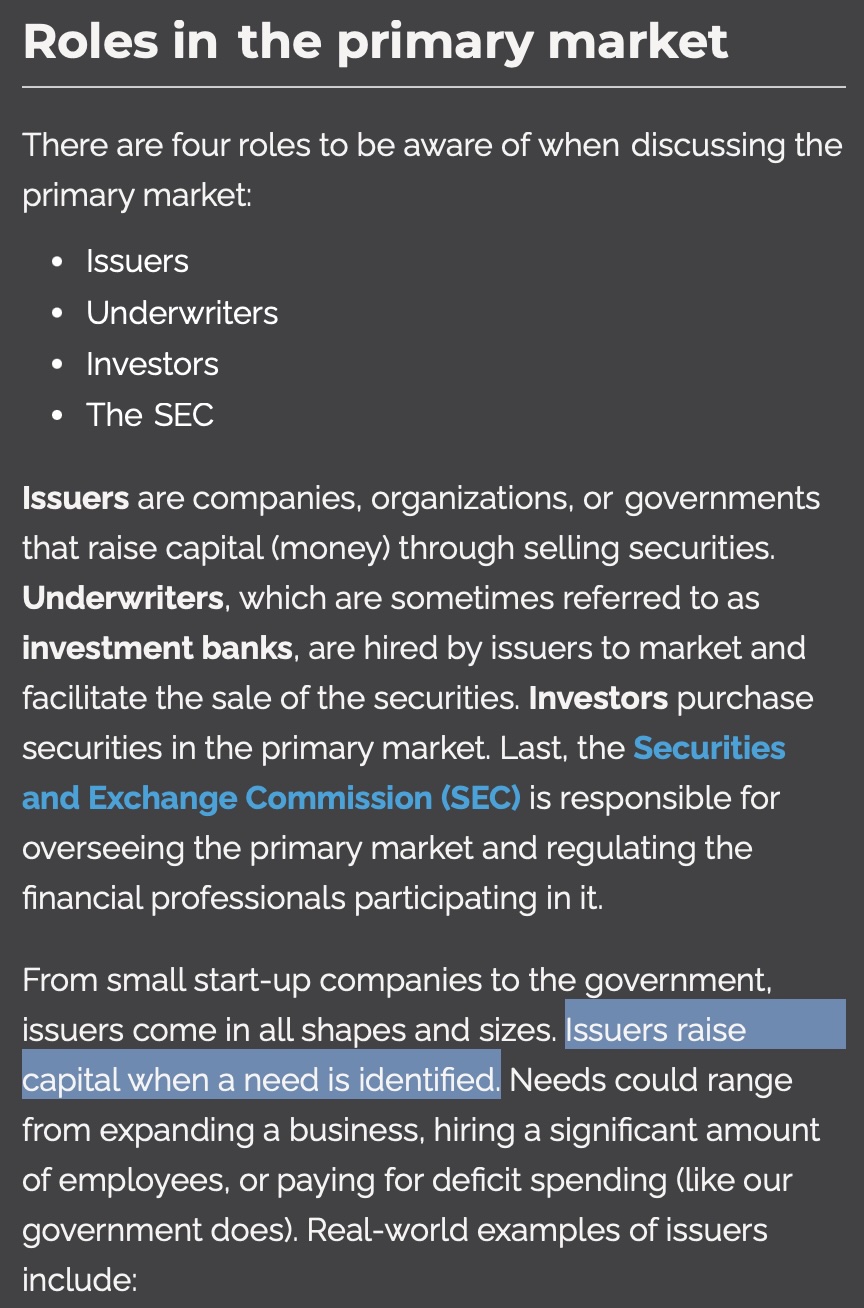 Roles in the primary market
There are four roles to be aware of when discussing the
primary market:
• Issuers
• Underwriters
• Investors
• The SEC
Issuers are companies, organizations, or governments
that raise capital (money) through selling securities.
Underwriters, which are sometimes referred to as
investment banks, are hired by issuers to market and
facilitate the sale of the securities. Investors purchase
securities in the primary market. Last, the Securities
and Exchange Commission (SEC) is responsible for
overseeing the primary market and regulating the
financial professionals participating in it.
From small start-up companies to the government,
issuers come in all shapes and sizes. Issuers raise
capital when a need is identified. Needs could range
from expanding a business, hiring a significant amount
of employees, or paying for deficit spending (like our
government does). Real-world examples of issuers
include: